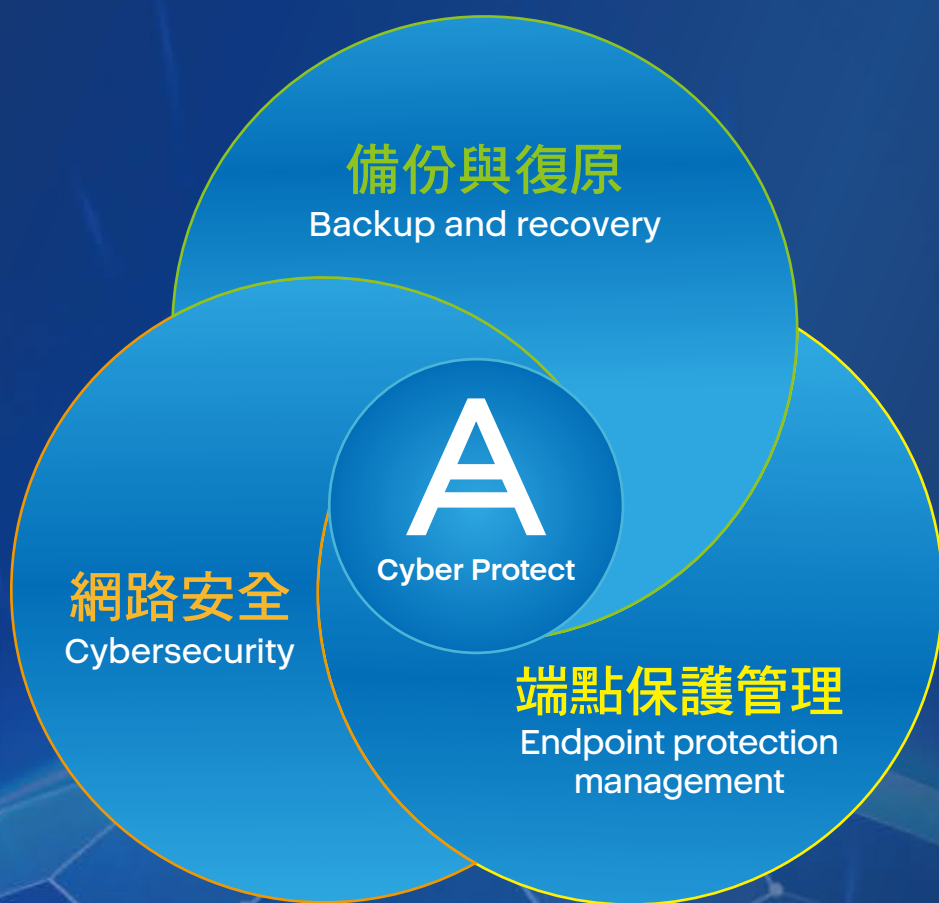 備份與復原
Backup and recovery
A
Cyber Protect
網路安全
Cybersecurity
端點保護管理
Endpoint protection
management